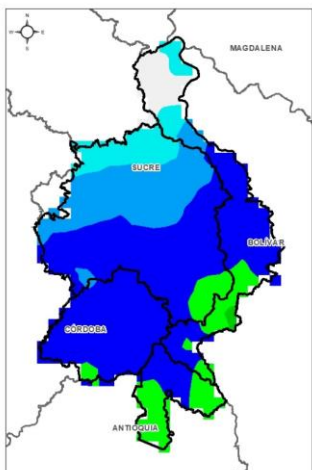 N
W E
S
MAGDALENA
SUCRE
BOLÍVAR
CÓRDOBA
ANTIOQUIA